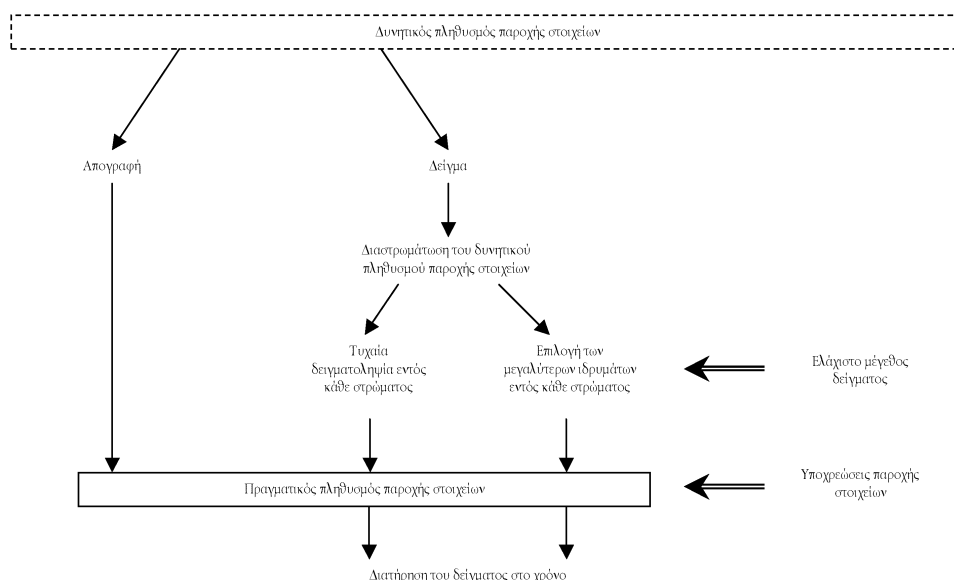 Δυνητικός πληθυσμός παροχής στοιχείων
Απογραφή
Δείγμα
Διαστρωμάτωση του δυνητικού
πληθυσμού παροχής στοιχείων
Τυχαία
δειγματοληψία εντός
κάθε στρώματος
Επιλογή των
μεγαλύτερων ιδρυμάτων
εντός κάθε στρώματος
Ελάχιστο μέγεθος
δείγματος
Πραγματικός πληθυσμός παροχής στοιχείων
Υποχρεώσεις παροχής
στοιχείων
Διατήρηση του δείγματος στο χρόνο